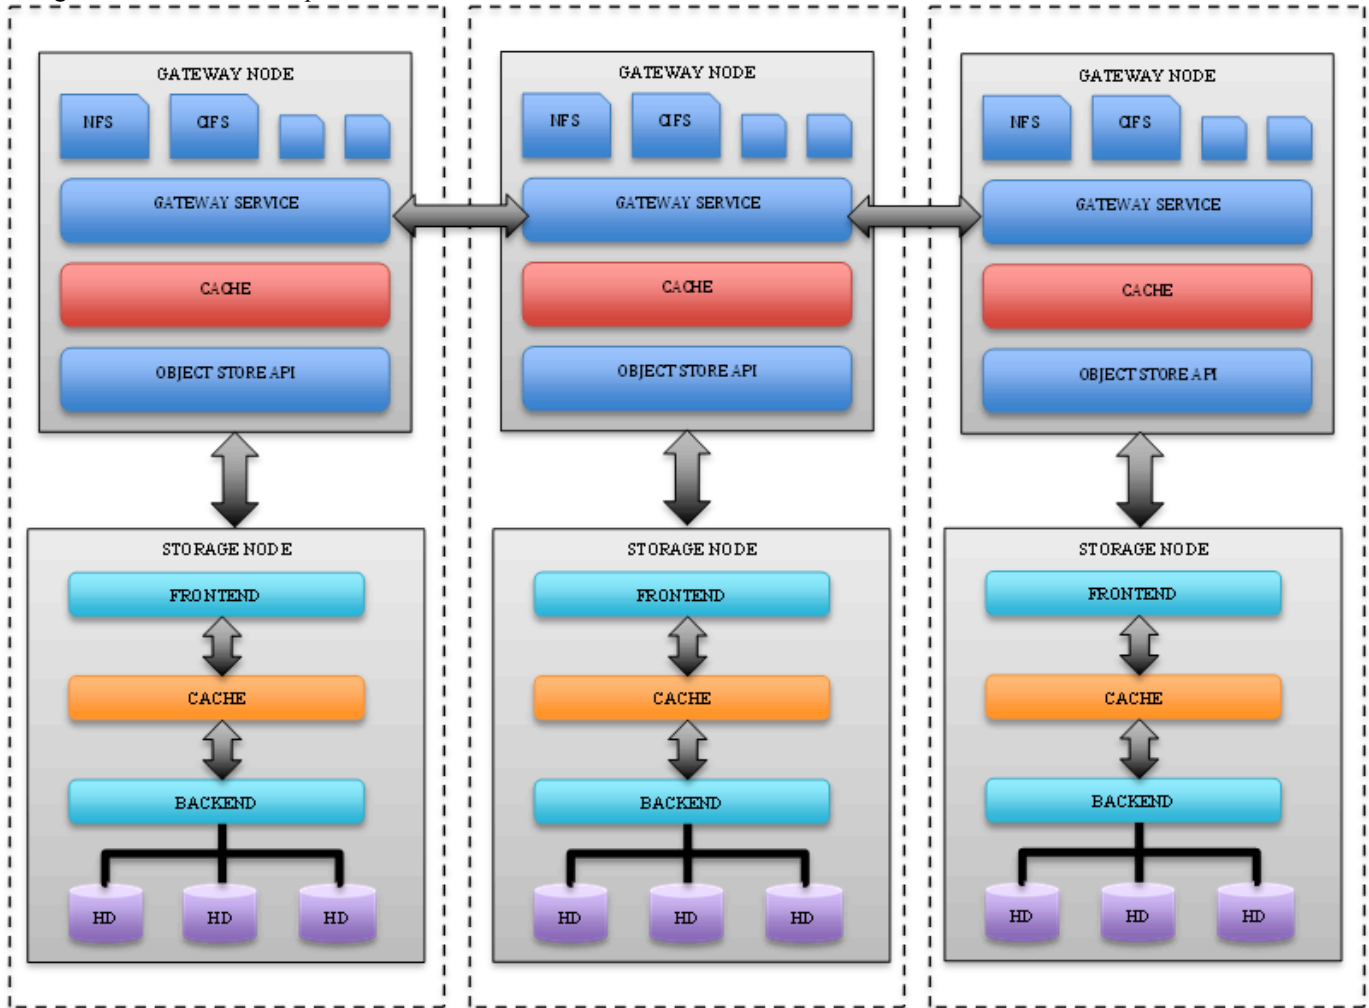 GATEWAY NODE
NFS
CIFS
GATEWAY SERVICE
CACHE
OBJECT STORE API
STORAGE NODE
FRONTEND
CACHE
BACKEND
HD
HD
HD
GATEWAY NODE
NFS
CIFS
GATEWAY SERVICE
CACHE
OBJECT STORE API
STORAGE NODE
FRONTEND
CACHE
BACKEND
HD
HD
HD
GATEWAY NODE
NFS
CIFS
GATEWAY SERVICE
CACHE
OBJECT STORE API
STORAGE NODE
FRONTEND
CACHE
BACKEND
HD
HD
HD